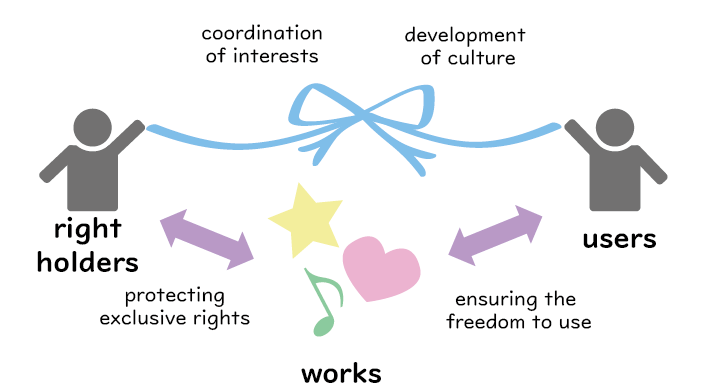 coordination
of interests
development
of culture
right
holders
users
protecting
exclusive rights
ensuring the
freedom to use
works